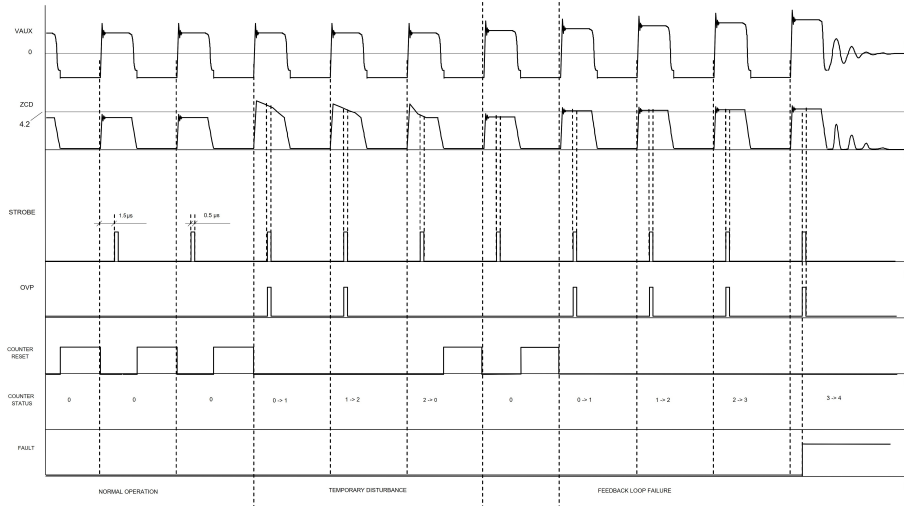 VAUX
0
ZCD
4.2
STROBE
1.5μs
0.5 μs
OVP
COUNTER
RESET
COUNTER
STATUS
0
0
0
0 -> 1
1 -> 2
2 -> 0
0
0 -> 1
1 -> 2
2 -> 3
3 -> 4
FAULT
NORMAL OPERATION
TEMPORARY DISTURBANCE
FEEDBACK LOOP FAILURE